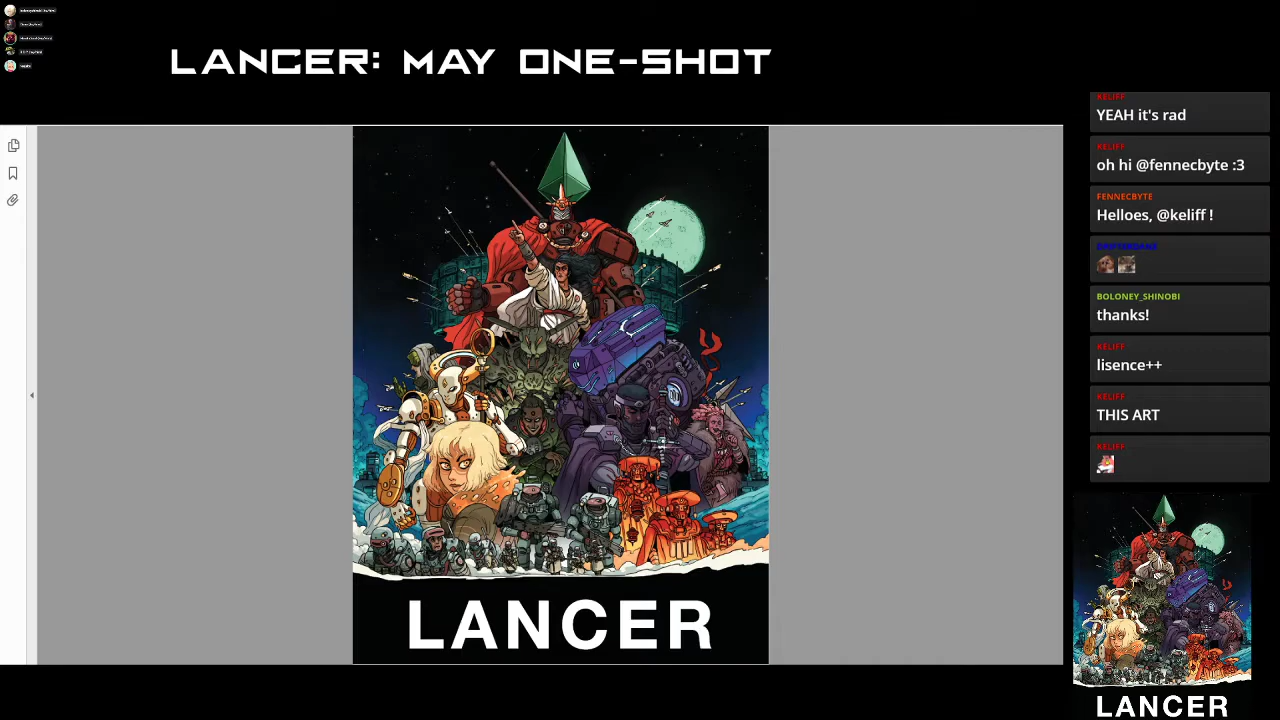 LANCER: MAY ONE-SHOT
KELIFF
YEAH it's rad
KELIFF
oh hi @fennecbyte :3
FENNECBYTE
Helloes, @keliff !
BOLONEY_SHINOBI
thanks!
KELIFF
lisence++
KELIFF
THIS ART
KELIFF
LANCER
LANCER